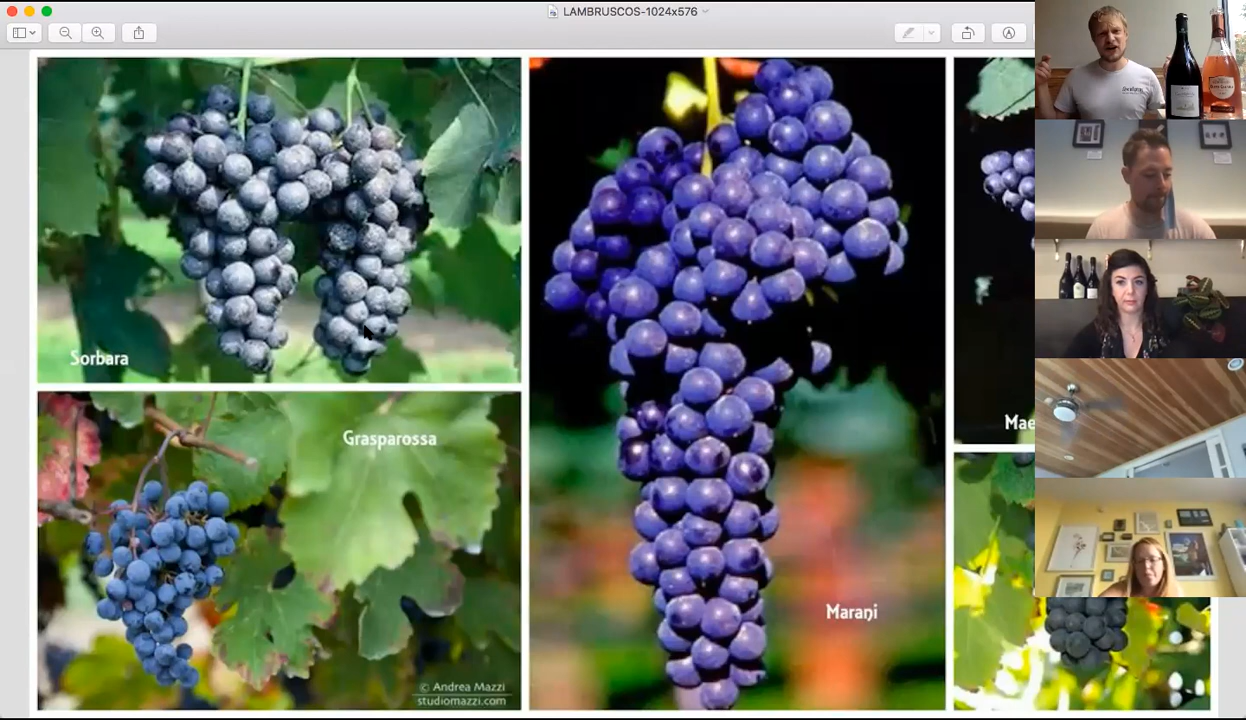 LAMBRUSCOS-1024x576
Sorbara
Grasparossa
Marani
Mae
© Andrea Mazzi
studiomazzi.com